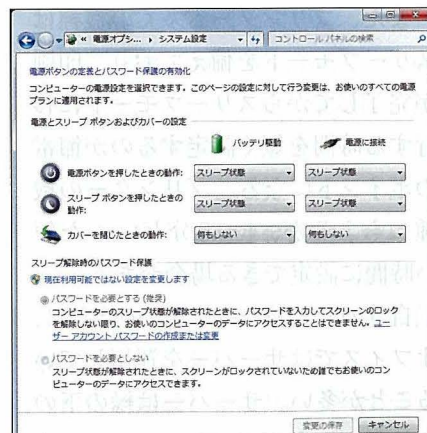 « 電源オプシ... ▸ システム設定
コントロール パネルの検索
電源ボタンの定義とパスワード保護の有効化
コンピューターの電源設定を選択できます。このページの設定に対して行う変更は、お使いのすべての電源
プランに適用されます。
電源とスリープ ボタンおよびカバーの設定
バッテリ駆動 電源に接続
電源ボタンを押したときの動作: スリープ状態 スリープ状態
スリープ ボタンを押したときの
動作: スリープ状態 スリープ状態
カバーを閉じたときの動作: 何もしない 何もしない
スリープ解除時のパスワード保護
現在利用可能ではない設定を変更します
パスワードを必要とする (推奨)
コンピューターのスリープ状態が解除されたときに、パスワードを入力してスクリーンのロック
を解除しない限り、お使いのコンピューターのデータにアクセスすることはできません。ユー
ザー アカウント パスワードの作成または変更
パスワードを必要としない
スリープ状態が解除されたときに、スクリーンがロックされていないため誰でもお使いのコン
ピューターのデータにアクセスできます。
変更の保存 キャンセル